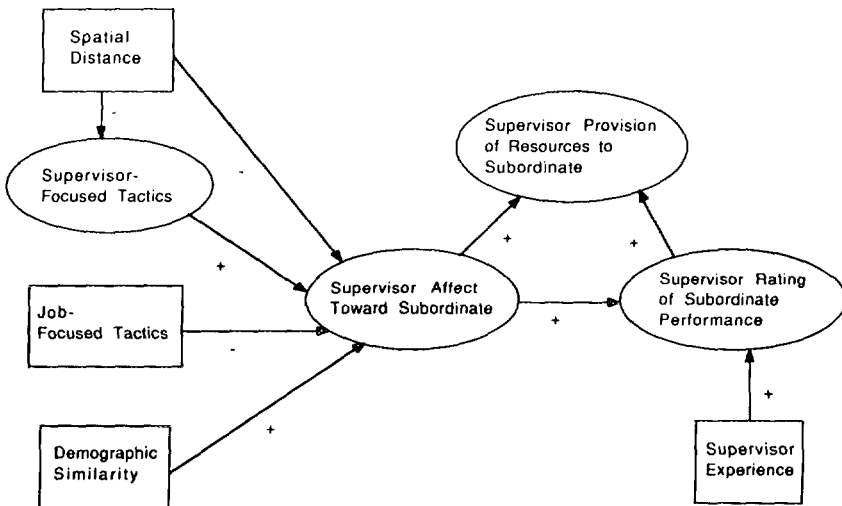 Spatial
Distance
-
Supervisor-
Focused Tactics
-
+
Job-
Focused Tactics
-
Demographic
Similarity
+
Supervisor Affect
Toward Subordinate
+
+
Supervisor Provision
of Resources to
Subordinate
+
Supervisor Rating
of Subordinate
Performance
+
Supervisor
Experience